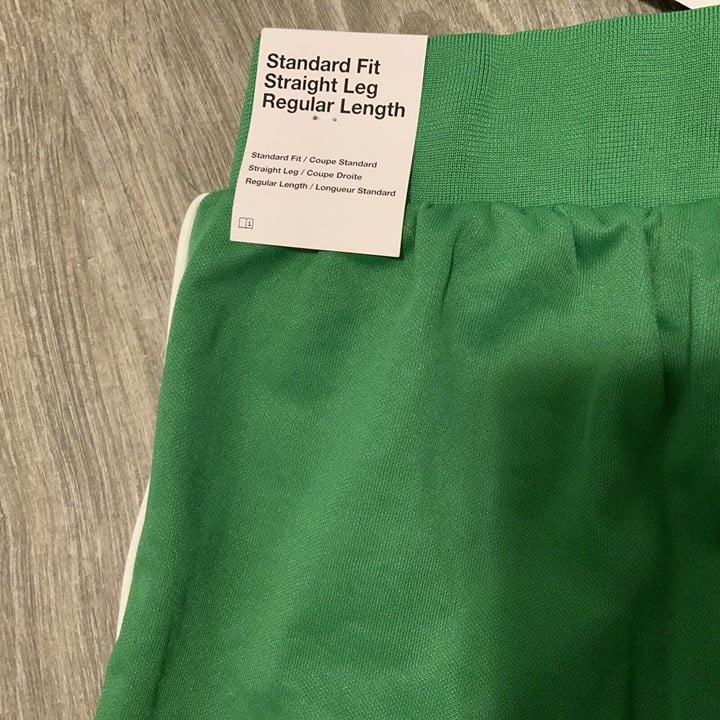 Standard Fit
Straight Leg
Regular Length
Standard Fit / Coupe Standard
Straight Leg / Coupe Droite
Regular Length / Longueur Standard